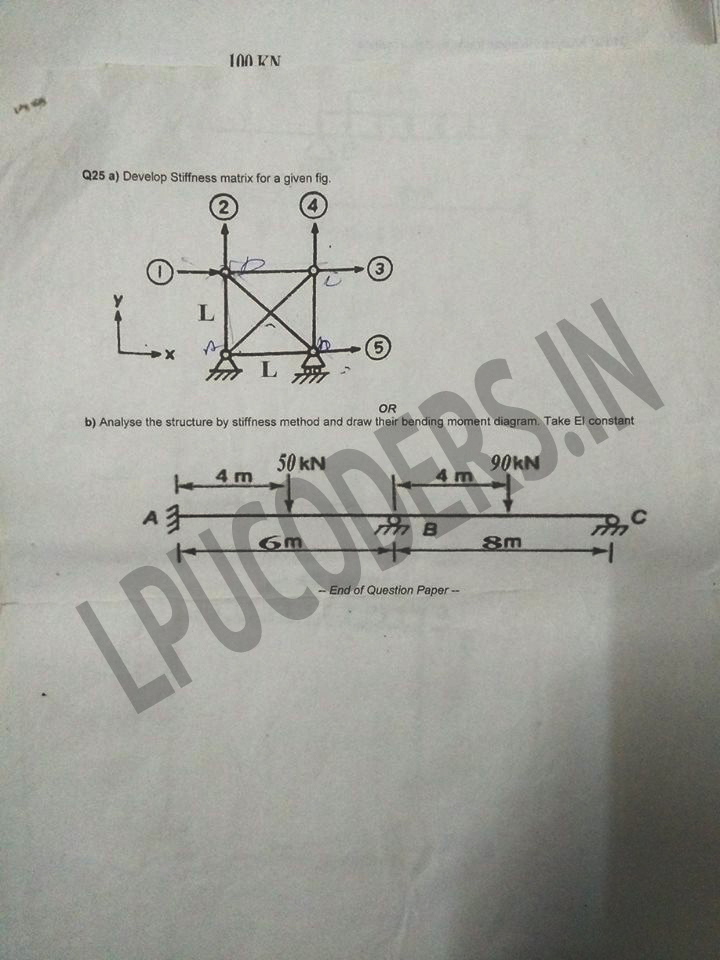 100 KN
Q25 a) Develop Stiffness matrix for a given fig.
2 4
1 3
y
L
x
5
L
OR
b) Analyse the structure by stiffness method and draw their bending moment diagram. Take EI constant
50 kN 90 kN
4 m 4 m
A B C
6m 8m
-- End of Question Paper --
LPUCODERS.IN